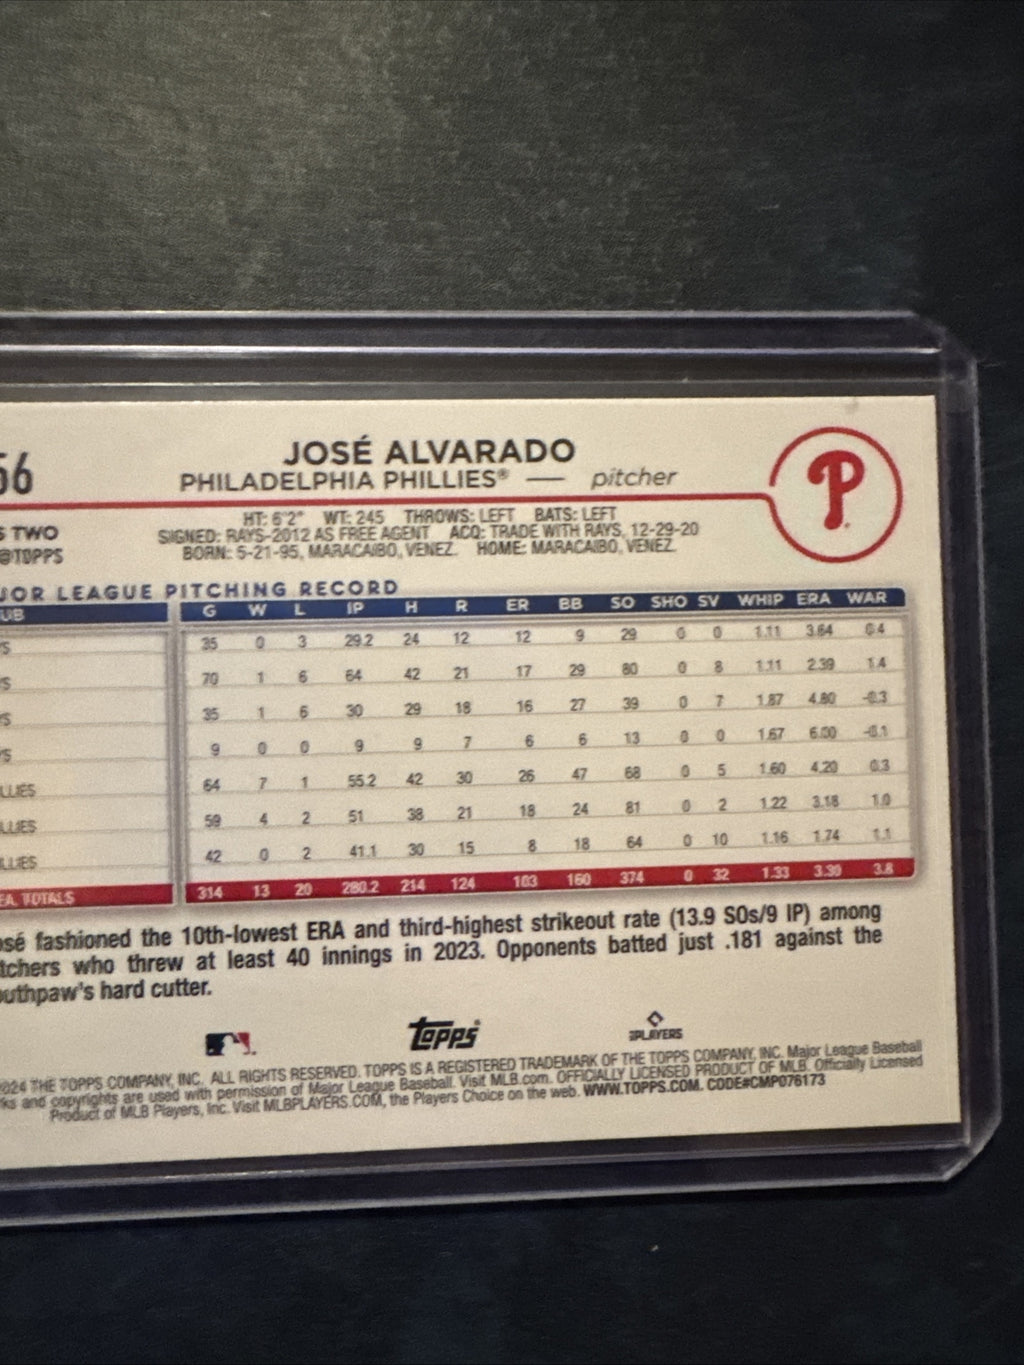 56
JOSÉ ALVARADO
PHILADELPHIA PHILLIES® — pitcher
P
S TWO
@TOPPS
HT: 6'2" WT: 245 THROWS: LEFT BATS: LEFT
SIGNED: RAYS-2012 AS FREE AGENT ACQ: TRADE WITH RAYS, 12-29-20
BORN: 5-21-95, MARACAIBO, VENEZ. HOME: MARACAIBO, VENEZ.
JOR LEAGUE PITCHING RECORD
UB G W L IP H R ER BB SO SHO SV WHIP ERA WAR
S 35 0 3 29.2 24 12 12 9 29 0 0 1.11 3.64 0.4
S 70 1 6 64 42 21 17 29 80 0 8 1.11 2.39 1.4
S 35 1 6 30 29 18 16 27 39 0 7 1.87 4.80 -0.3
S 9 0 0 9 9 7 6 6 13 0 0 1.67 6.00 -0.1
LLIES 64 7 1 55.2 42 30 26 47 68 0 5 1.60 4.20 0.3
LLIES 59 4 2 51 38 21 18 24 81 0 2 1.22 3.18 1.0
LLIES 42 0 2 41.1 30 15 8 18 64 0 10 1.16 1.74 1.1
EA. TOTALS 314 13 20 280.2 214 124 103 160 374 0 32 1.33 3.30 3.8
osé fashioned the 10th-lowest ERA and third-highest strikeout rate (13.9 SOs/9 IP) among
tchers who threw at least 40 innings in 2023. Opponents batted just .181 against the
outhpaw's hard cutter.
topps® PLAYERS
024 THE TOPPS COMPANY, INC. ALL RIGHTS RESERVED. TOPPS IS A REGISTERED TRADEMARK OF THE TOPPS COMPANY, INC. Major League Baseball
ks and copyrights are used with permission of Major League Baseball. Visit MLB.com. OFFICIALLY LICENSED PRODUCT OF MLB. Officially Licensed
Product of MLB Players, Inc. Visit MLBPLAYERS.COM, the Players Choice on the web. WWW.TOPPS.COM. CODE#CMP076173